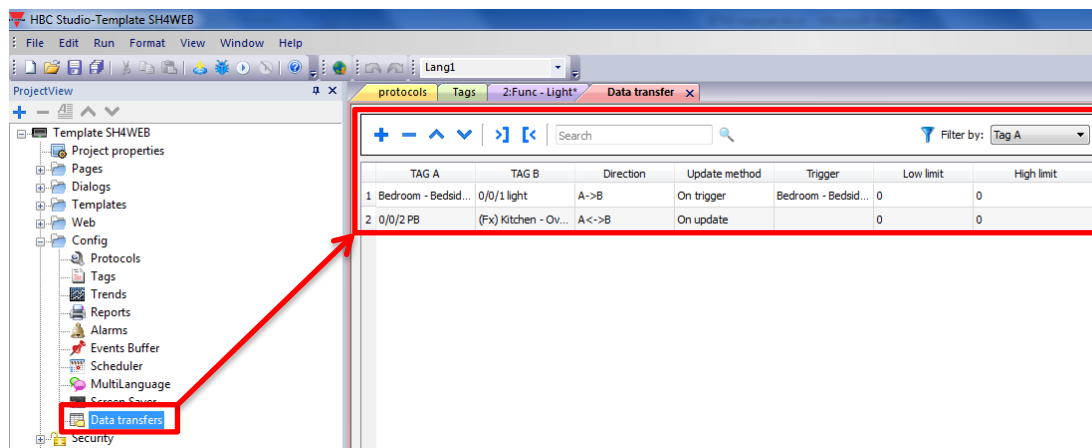 HBC Studio-Template SH4WEB
File Edit Run Format View Window Help
Lang1
ProjectView
protocols Tags 2:Func - Light* Data transfer
Template SH4WEB
Project properties
Pages
Dialogs
Templates
Web
Config
Protocols
Tags
Trends
Reports
Alarms
Events Buffer
Scheduler
MultiLanguage
Screen Saver
Data transfers
Security
Search Filter by: Tag A
TAG A TAG B Direction Update method Trigger Low limit High limit
1 Bedroom - Bedsid... 0/0/1 light A->B On trigger Bedroom - Bedsid... 0 0
2 0/0/2 PB (Fx) Kitchen - Ov... A<->B On update 0 0